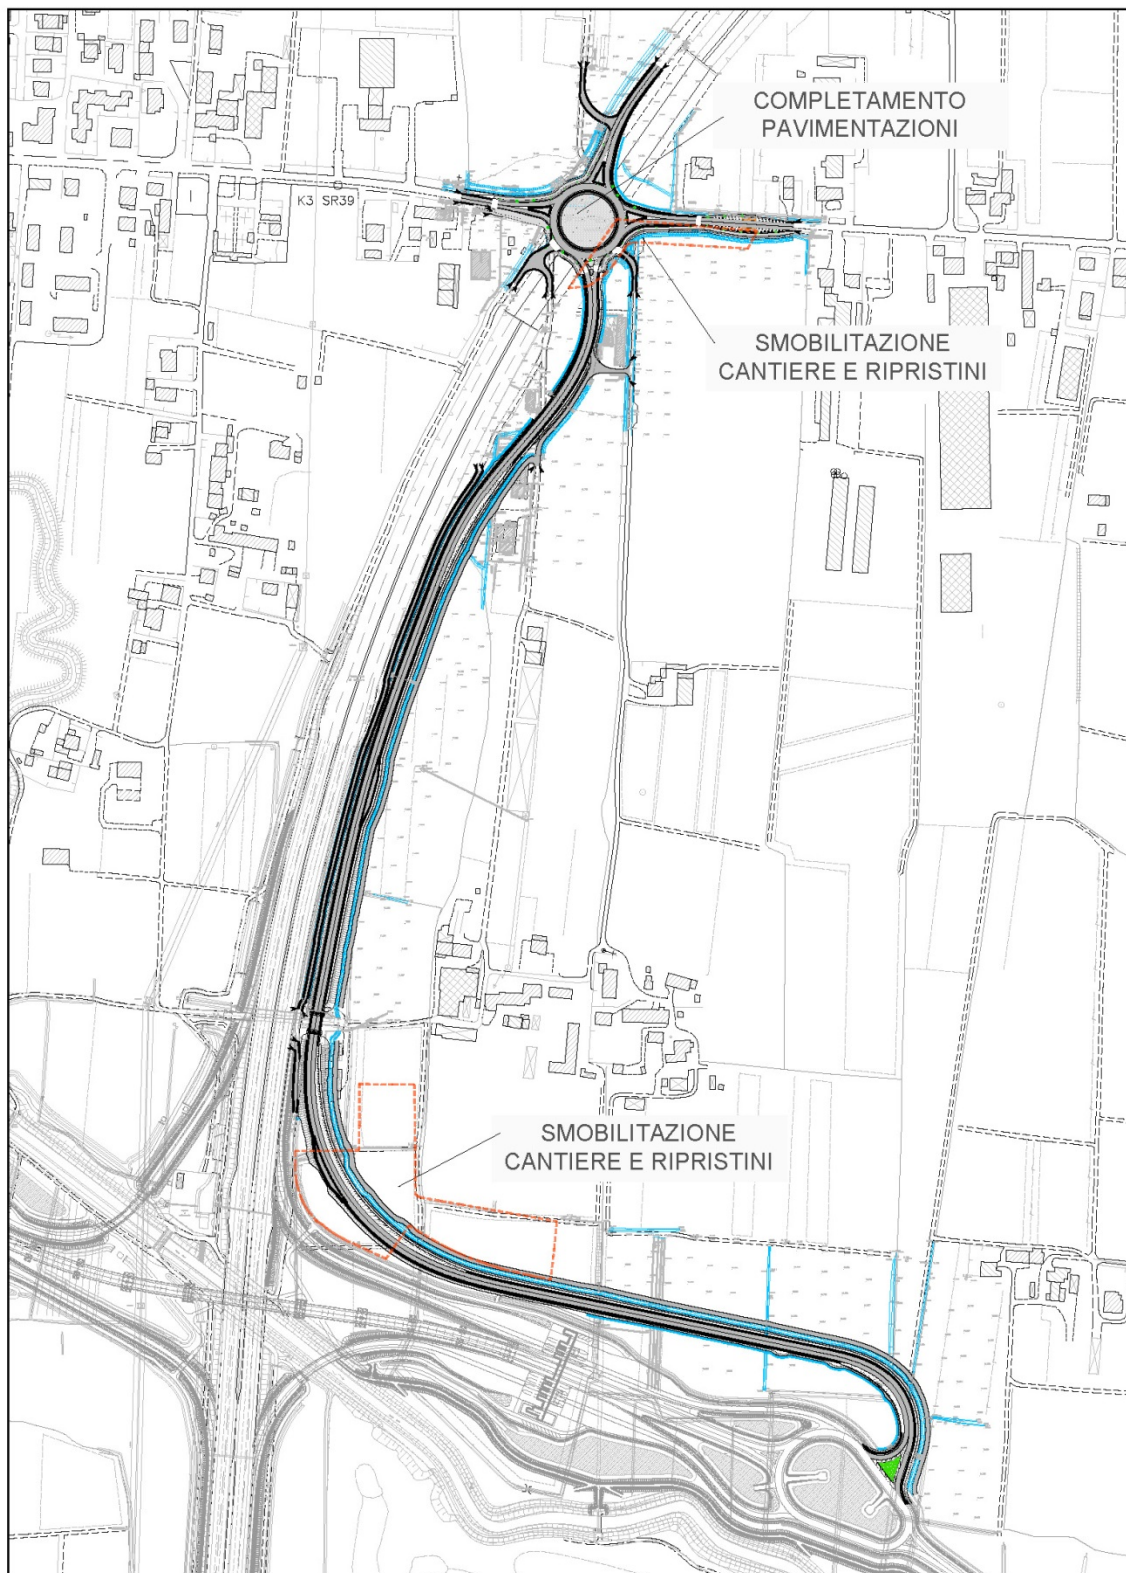 COMPLETAMENTO
PAVIMENTAZIONI
K3 SR39
SMOBILITAZIONE
CANTIERE E RIPRISTINI
SMOBILITAZIONE
CANTIERE E RIPRISTINI